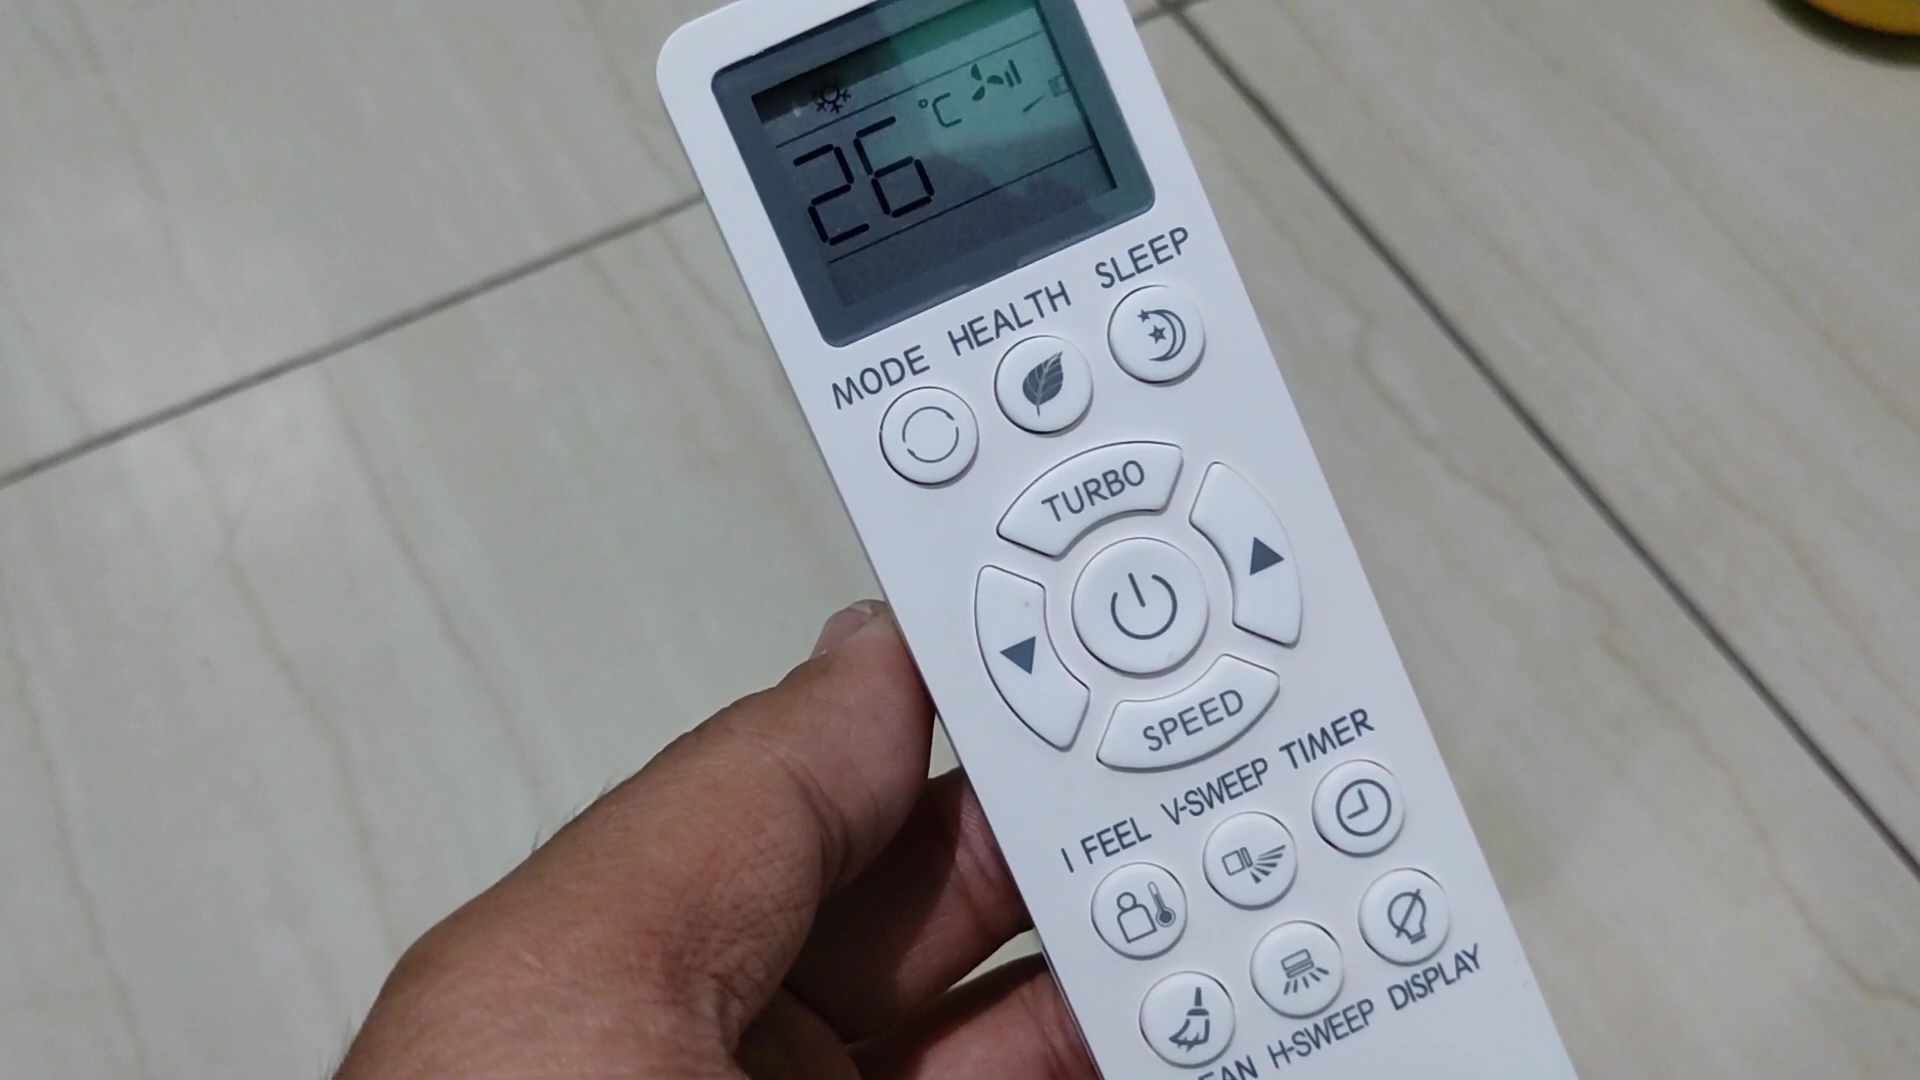 26 °C
MODE HEALTH SLEEP
TURBO
SPEED
I FEEL V-SWEEP TIMER
H-SWEEP DISPLAY